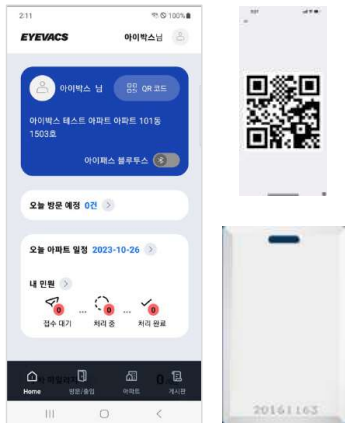 2:11
100%
EYEVACS
아이박스님
아이박스 님
QR 코드
아이박스 테스트 아파트 아파트 101동
1503호
아이패스 블루투스
오늘 방문 예정 0건
오늘 아파트 일정 2023-10-26
내 민원
0 ... 0 ... 0
접수 대기 처리 중 처리 완료
Home 방문/출입 아파트 게시판
20161163